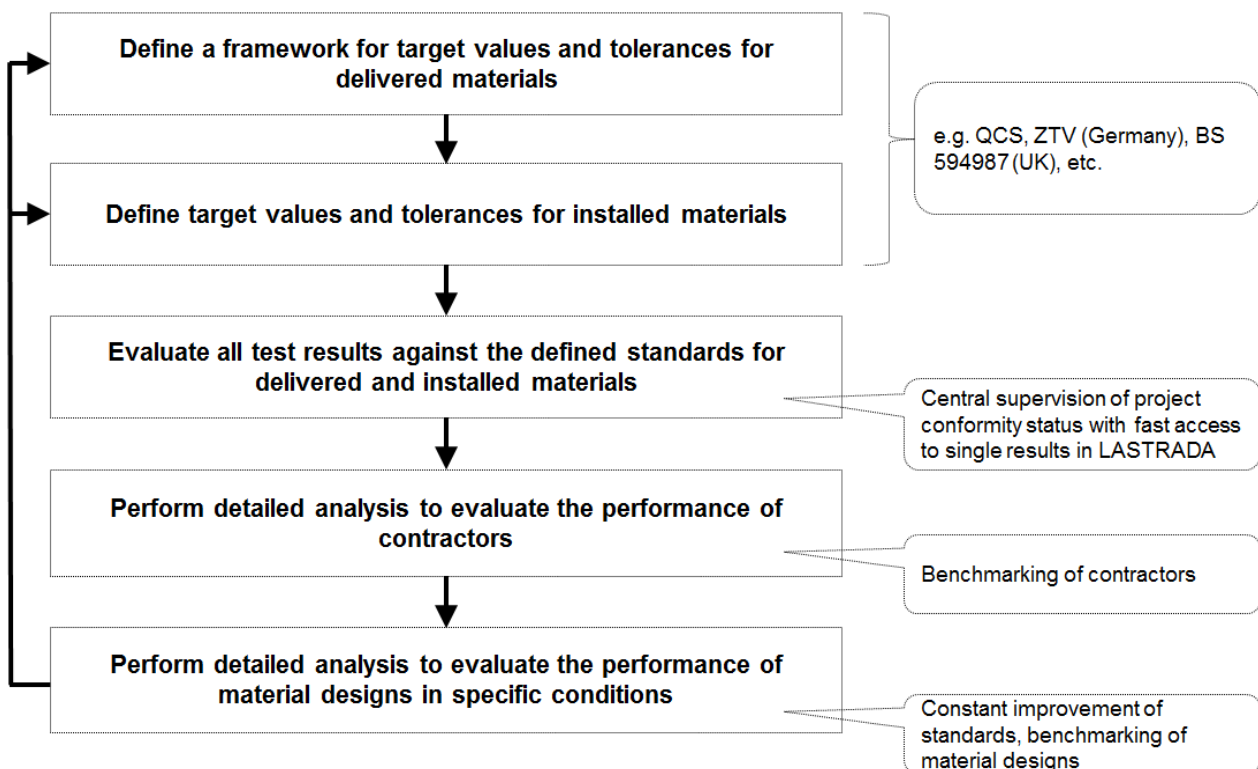 Define a framework for target values and tolerances for
delivered materials
e.g. QCS, ZTV (Germany), BS
594987 (UK), etc.
Define target values and tolerances for installed materials
Evaluate all test results against the defined standards for
delivered and installed materials
Central supervision of project
conformity status with fast access
to single results in LASTRADA
Perform detailed analysis to evaluate the performance of
contractors
Benchmarking of contractors
Perform detailed analysis to evaluate the performance of
material designs in specific conditions
Constant improvement of
standards, benchmarking of
material designs